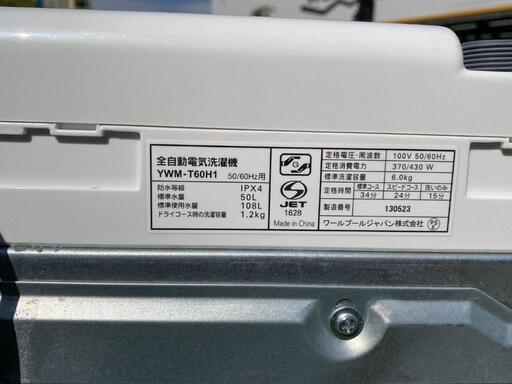 全自動電気洗濯機
YWM-T60H1 50/60Hz用
防水等級 IPX4
標準水量 50L
標準使用水量 108L
ドライコース時の洗濯容量 1.2kg
G
JET
1628
Made in China
定格電圧・周波数 100V 50/60Hz
定格消費電力 370/430 W
標準洗濯容量 6.0kg
定格時間 標準コース スピードコース 洗いのみ
34分 24分 15分
製造番号 130523
ワールプールジャパン株式会社 PSE